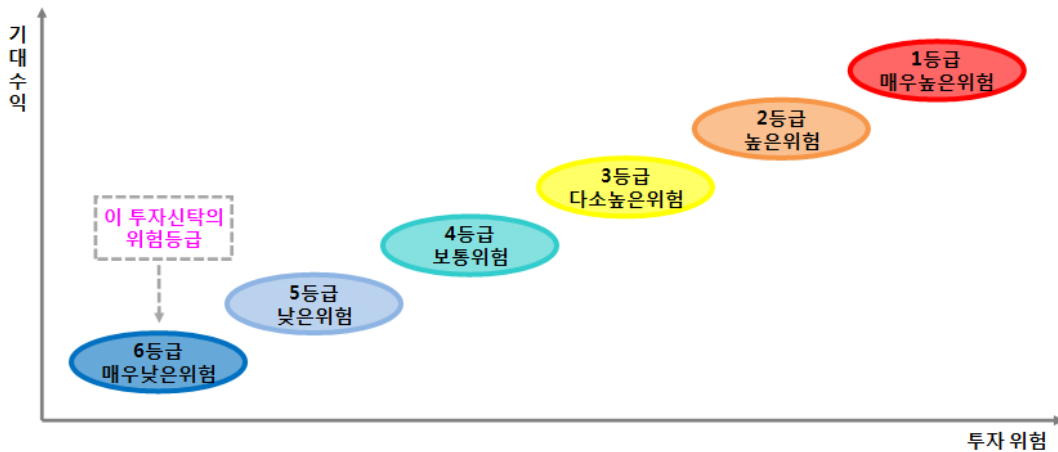 기대수익
1등급
매우높은위험
2등급
높은위험
3등급
다소높은위험
이 투자신탁의
위험등급
4등급
보통위험
5등급
낮은위험
6등급
매우낮은위험
투자 위험